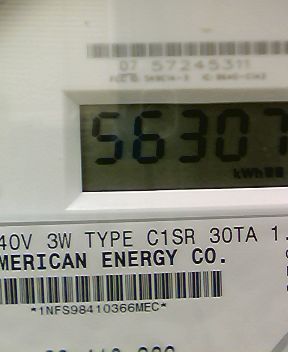 07 57245311
56307
kWh
40V 3W TYPE C1SR 30TA 1.
MERICAN ENERGY CO.
*1NFS98410366MEC*